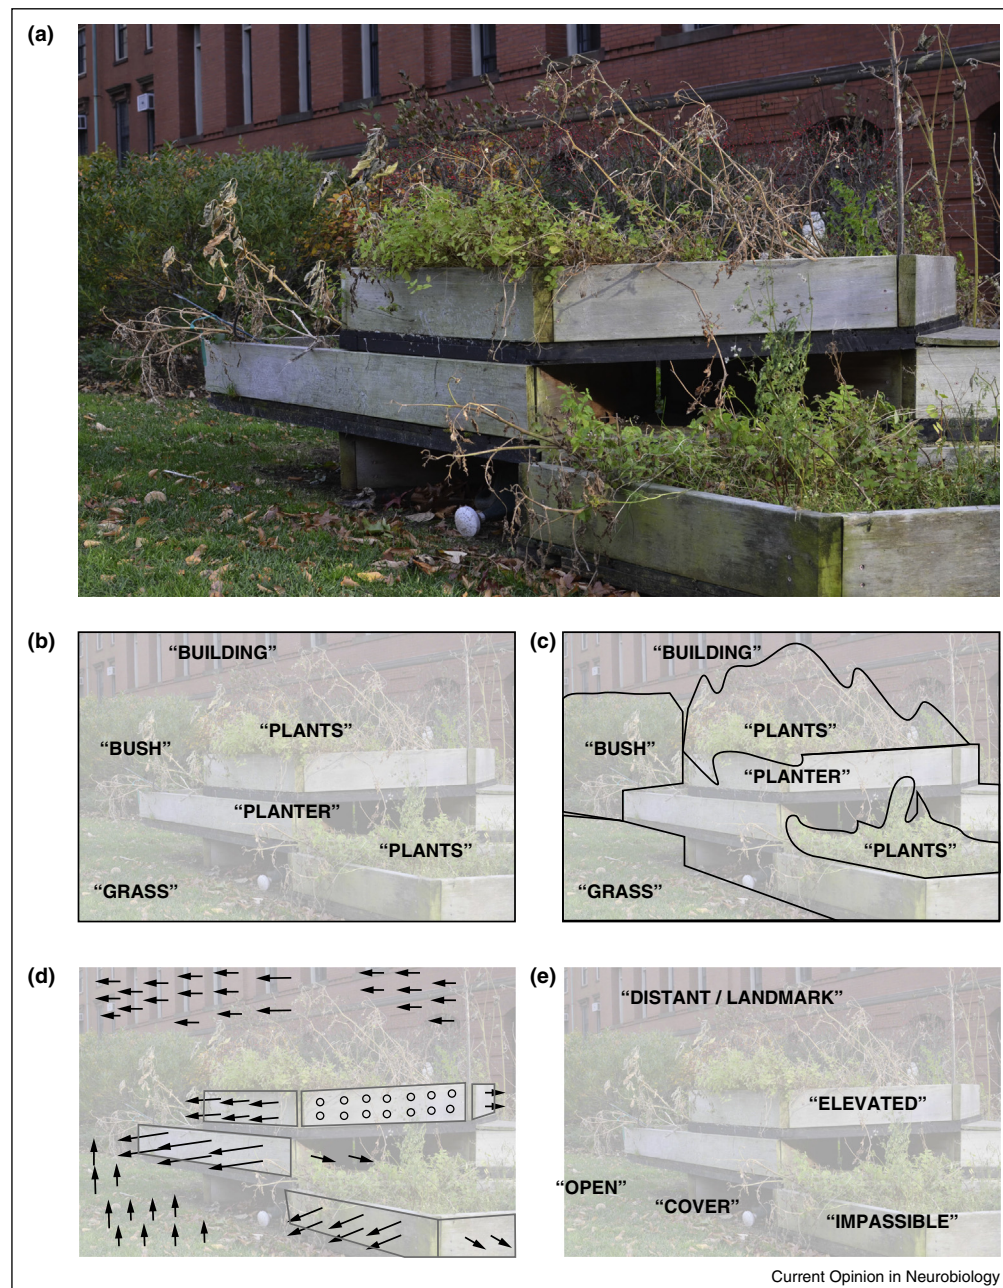 (a)
(b)
“BUILDING”
“PLANTS”
“BUSH”
“PLANTER”
“PLANTS”
“GRASS”
(c)
“BUILDING”
“PLANTS”
“BUSH”
“PLANTER”
“PLANTS”
“GRASS”
(d)
(e)
“DISTANT / LANDMARK”
“ELEVATED”
“OPEN”
“COVER”
“IMPASSIBLE”
Current Opinion in Neurobiology